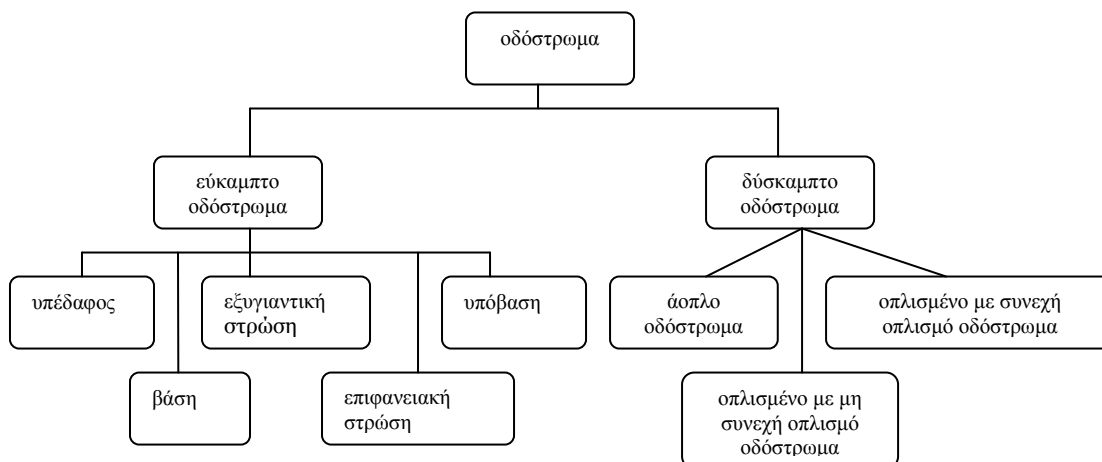 οδόστρωμα
εύκαμπτο
οδόστρωμα
δύσκαμπτο
οδόστρωμα
υπέδαφος
εξυγιαντική
στρώση
υπόβαση
άοπλο
οδόστρωμα
οπλισμένο με συνεχή
οπλισμό οδόστρωμα
βάση
επιφανειακή
στρώση
οπλισμένο με μη
συνεχή οπλισμό
οδόστρωμα